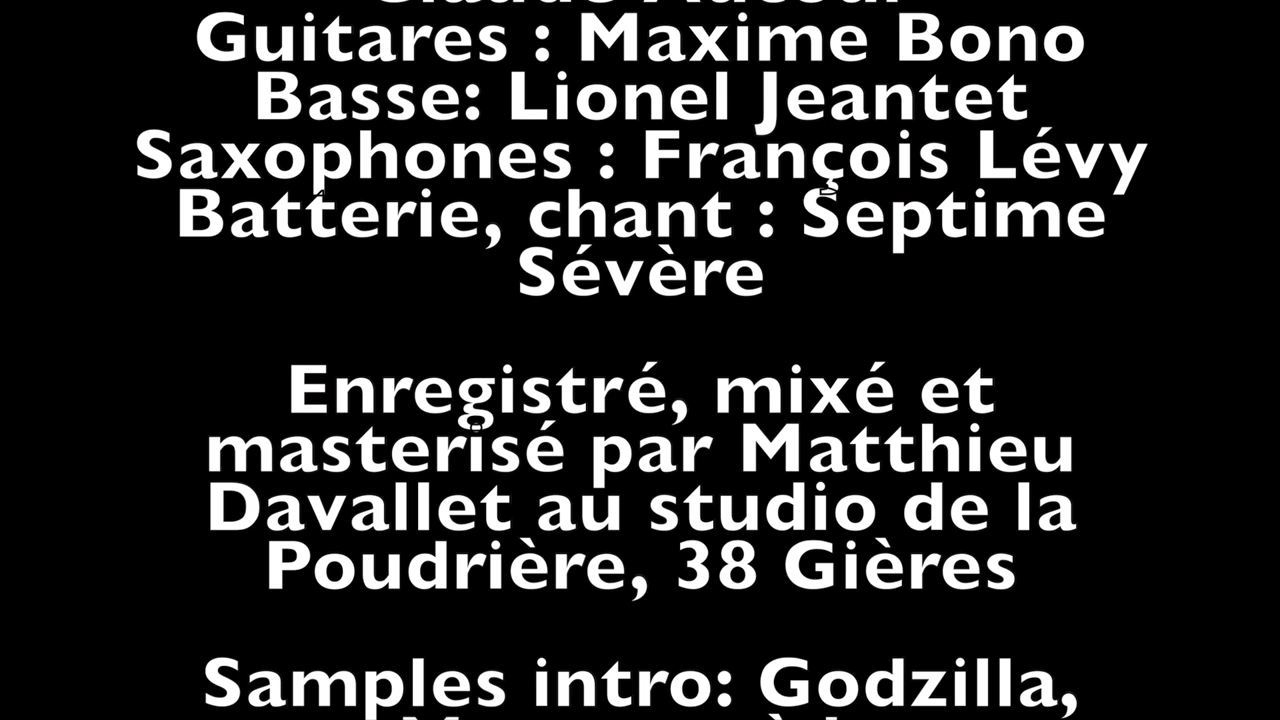 Guitares : Maxime Bono
Basse: Lionel Jeantet
Saxophones : François Lévy
Batterie, chant : Septime
Sévère
Enregistré, mixé et
masterisé par Matthieu
Davallet au studio de la
Poudrière, 38 Gières
Samples intro: Godzilla,